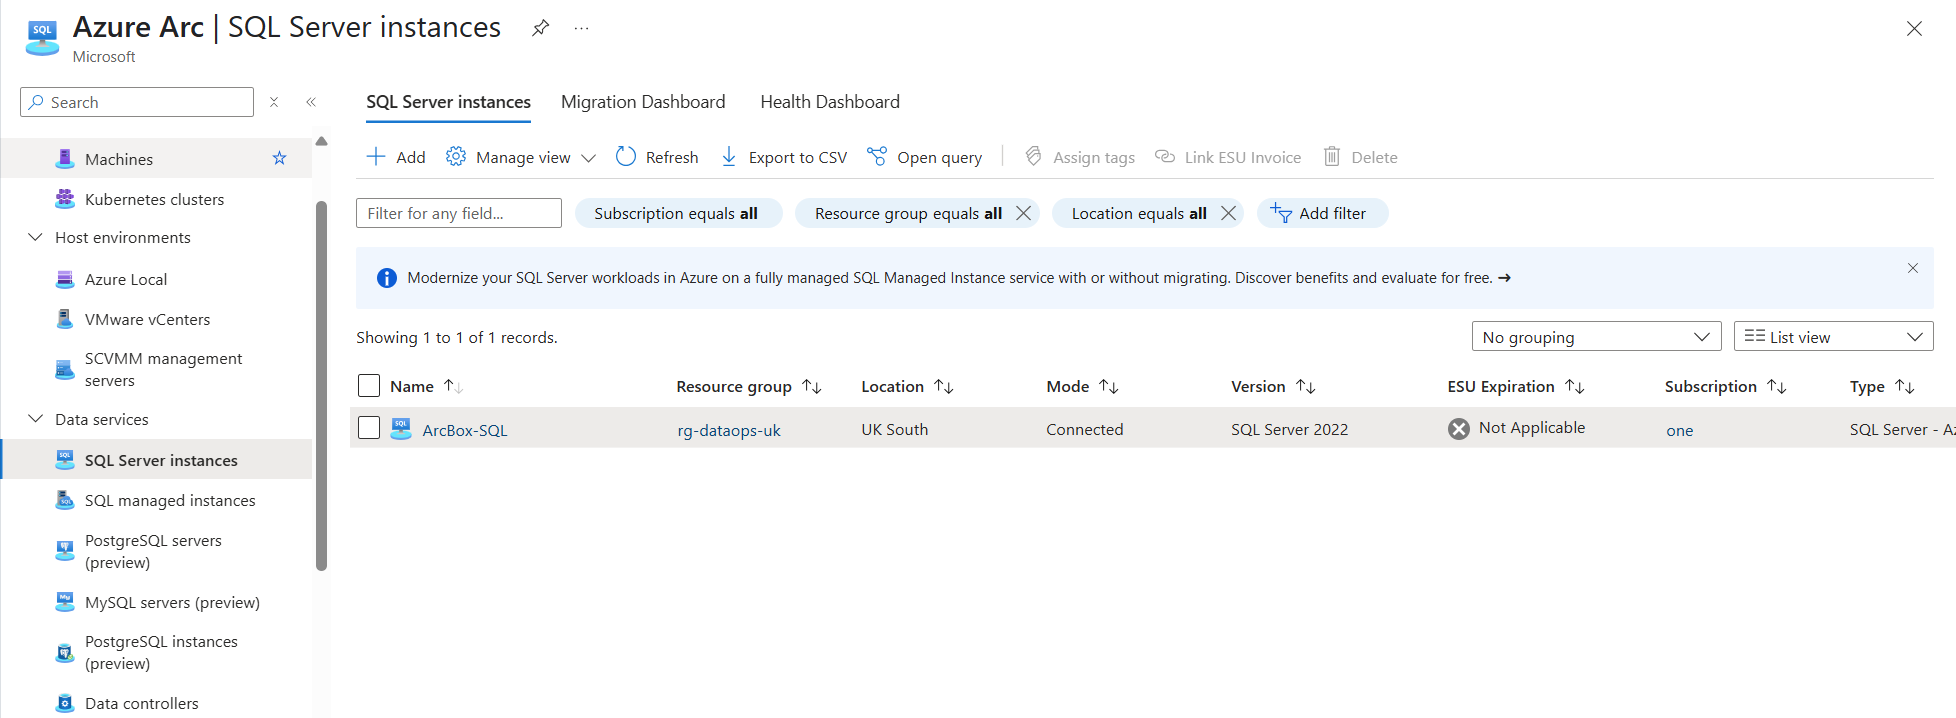 Azure Arc | SQL Server instances
Microsoft
Search
Machines
Kubernetes clusters
Host environments
Azure Local
VMware vCenters
SCVMM management
servers
Data services
SQL Server instances
SQL managed instances
PostgreSQL servers
(preview)
MySQL servers (preview)
PostgreSQL instances
(preview)
Data controllers
SQL Server instances Migration Dashboard Health Dashboard
Add Manage view Refresh Export to CSV Open query Assign tags Link ESU Invoice Delete
Filter for any field... Subscription equals all Resource group equals all Location equals all Add filter
Modernize your SQL Server workloads in Azure on a fully managed SQL Managed Instance service with or without migrating. Discover benefits and evaluate for free. →
Showing 1 to 1 of 1 records.
No grouping List view
Name Resource group Location Mode Version ESU Expiration Subscription Type
ArcBox-SQL rg-dataops-uk UK South Connected SQL Server 2022 Not Applicable one SQL Server - Az